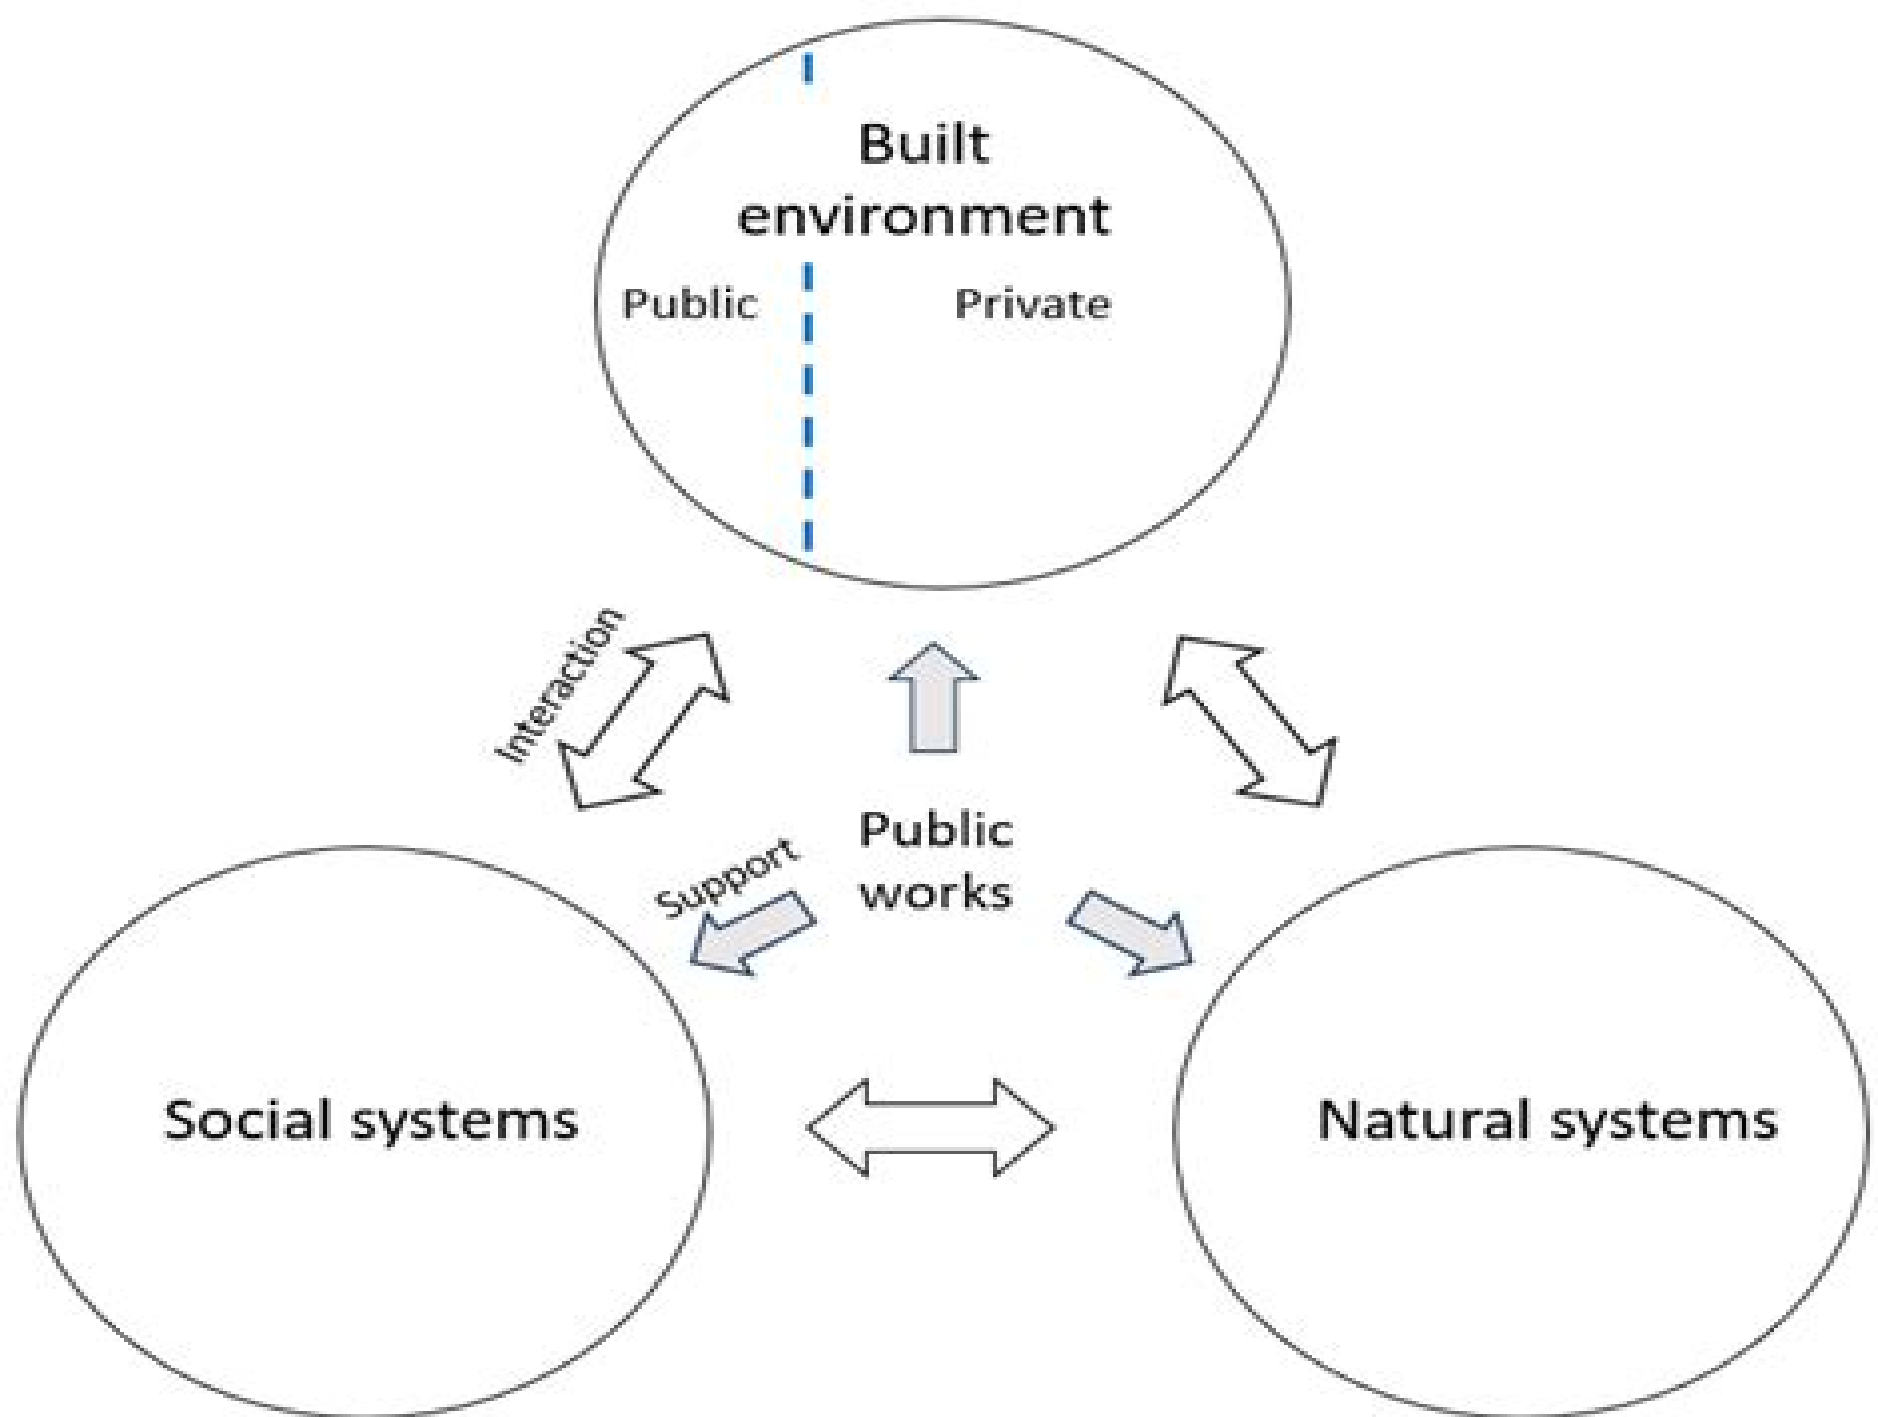 Built
environment
Public
Private
Interaction
Support
Public
works
Social systems
Natural systems